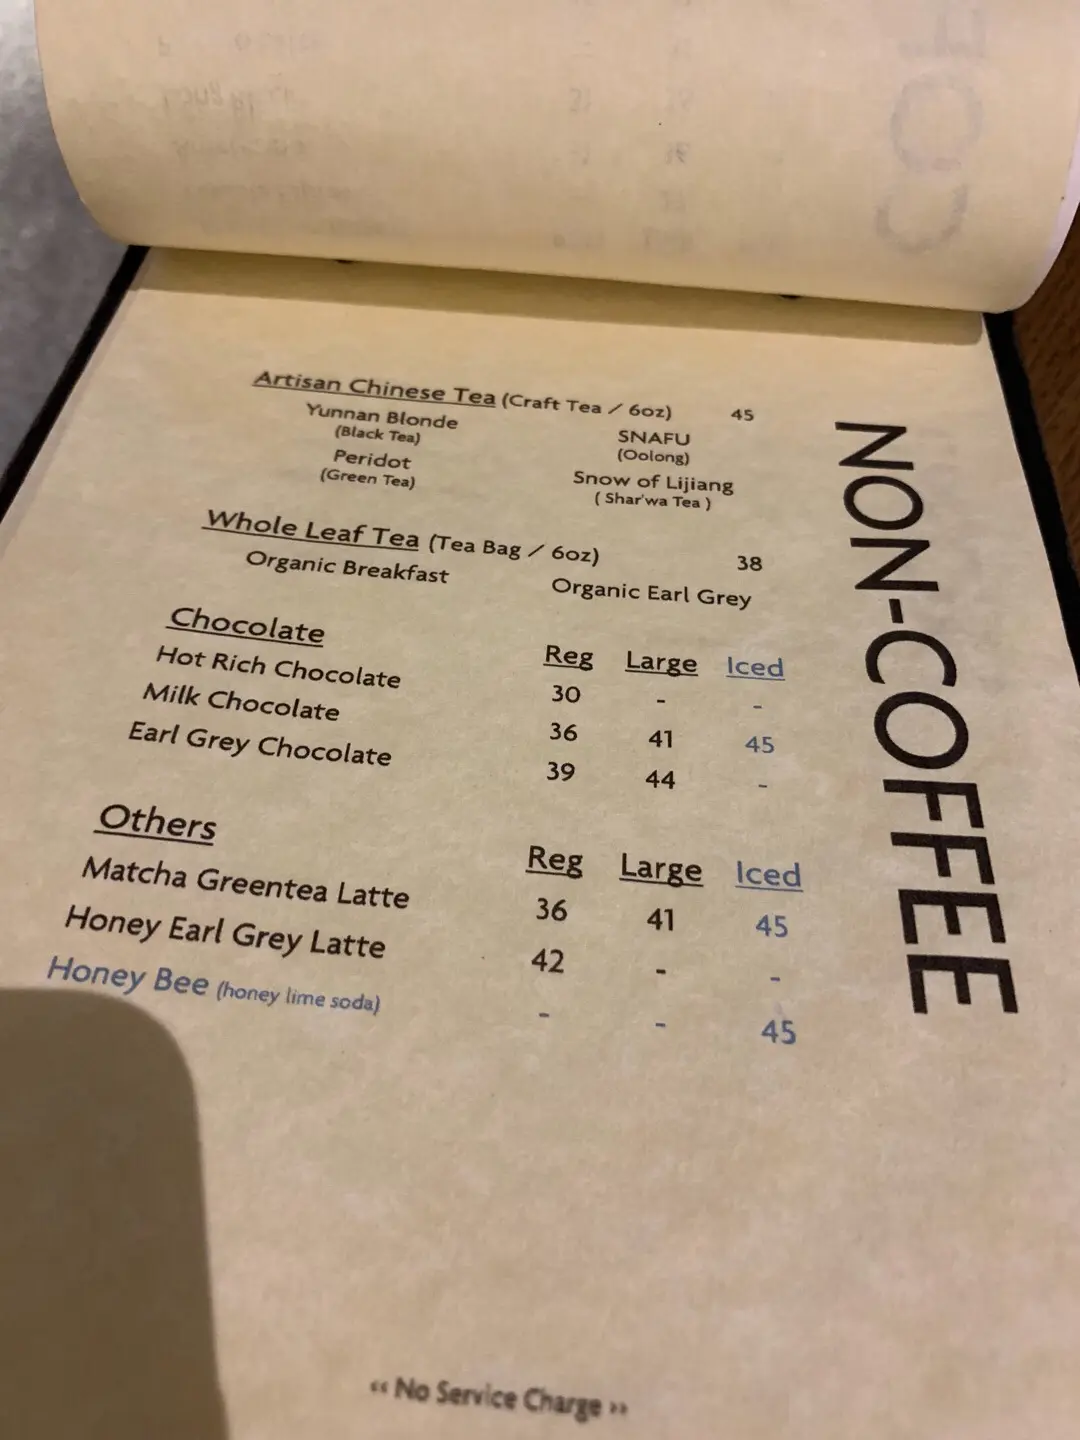 Artisan Chinese Tea (Craft Tea / 6oz) 45
Yunnan Blonde SNAFU
(Black Tea) (Oolong)
Peridot Snow of Lijiang
(Green Tea) ( Shar'wa Tea )
Whole Leaf Tea (Tea Bag / 6oz) 38
Organic Breakfast Organic Earl Grey
Chocolate Reg Large Iced
Hot Rich Chocolate 30 - -
Milk Chocolate 36 41 45
Earl Grey Chocolate 39 44 -
Others Reg Large Iced
Matcha Greentea Latte 36 41 45
Honey Earl Grey Latte 42 - -
Honey Bee (honey lime soda) - - 45
NON-COFFEE
‹‹ No Service Charge ››